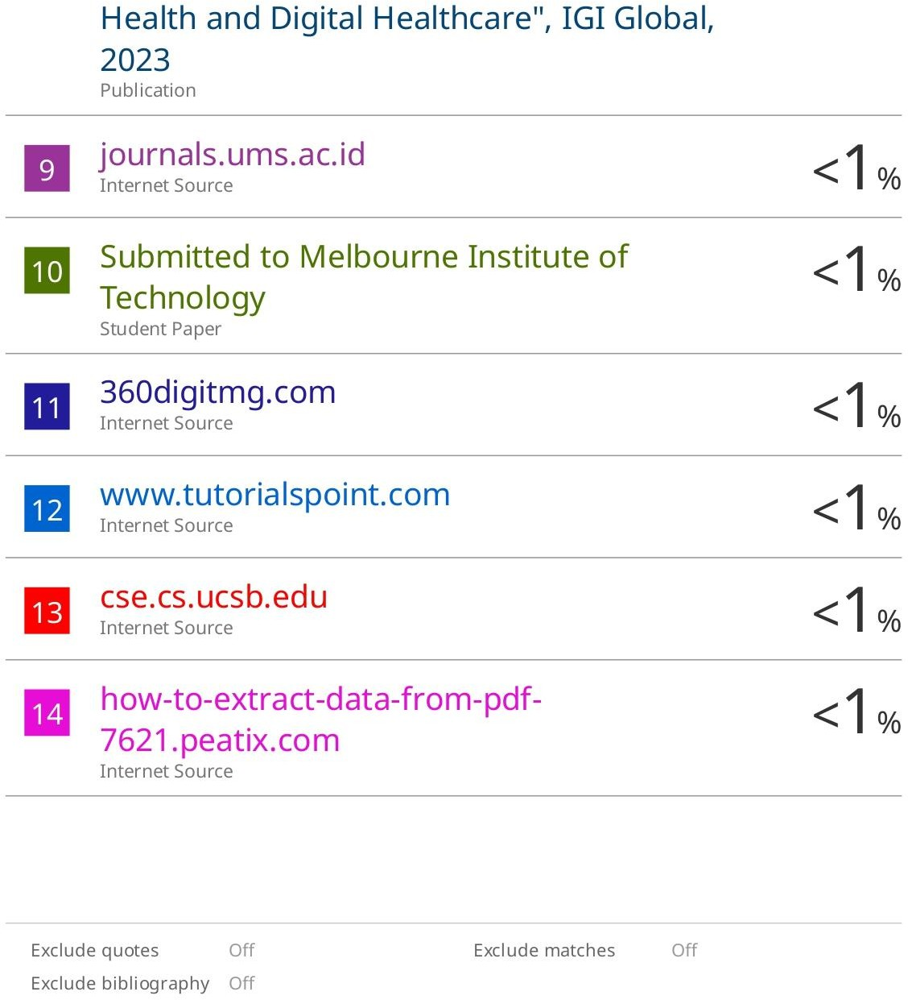 Health and Digital Healthcare", IGI Global,
2023
Publication
9
journals.ums.ac.id
Internet Source
<1%
10
Submitted to Melbourne Institute of
Technology
Student Paper
<1%
11
360digitmg.com
Internet Source
<1%
12
www.tutorialspoint.com
Internet Source
<1%
13
cse.cs.ucsb.edu
Internet Source
<1%
14
how-to-extract-data-from-pdf-
7621.peatix.com
Internet Source
<1%
Exclude quotes Off
Exclude matches Off
Exclude bibliography Off